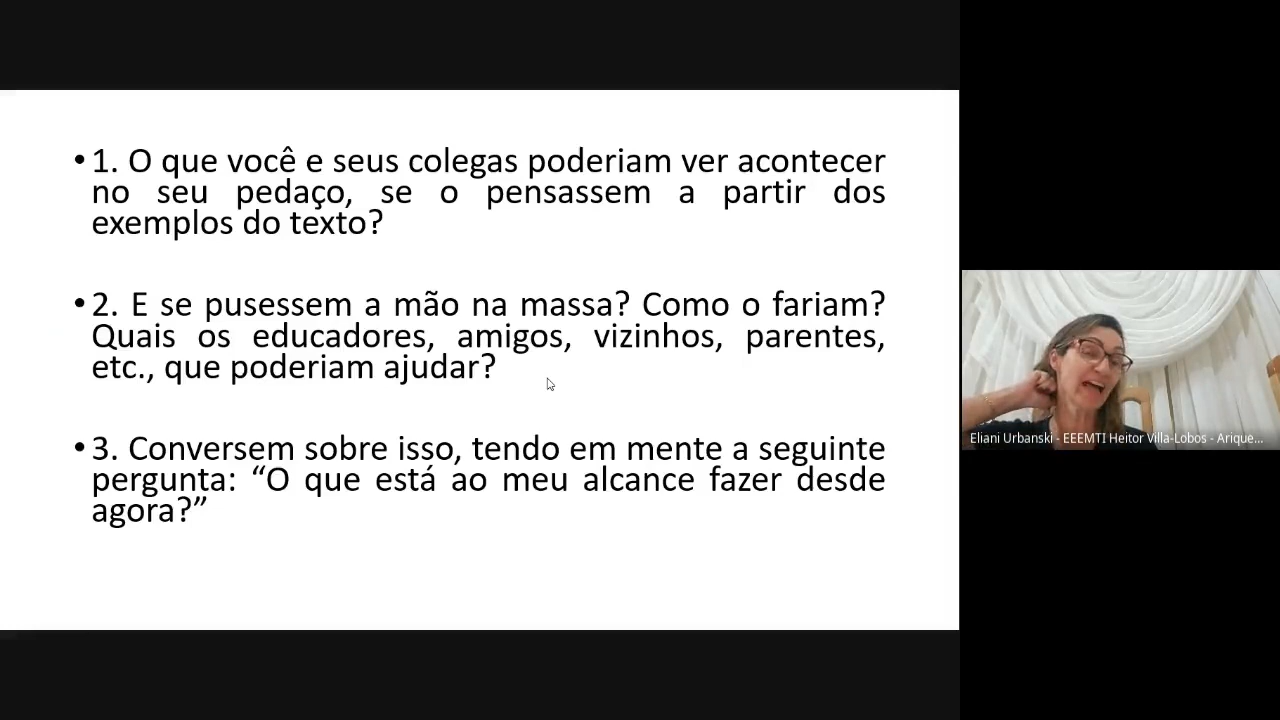 • 1. O que você e seus colegas poderiam ver acontecer
no seu pedaço, se o pensassem a partir dos
exemplos do texto?
• 2. E se pusessem a mão na massa? Como o fariam?
Quais os educadores, amigos, vizinhos, parentes,
etc., que poderiam ajudar?
• 3. Conversem sobre isso, tendo em mente a seguinte
pergunta: “O que está ao meu alcance fazer desde
agora?”
Eliani Urbanski - EEEMTI Heitor Villa-Lobos - Arique...